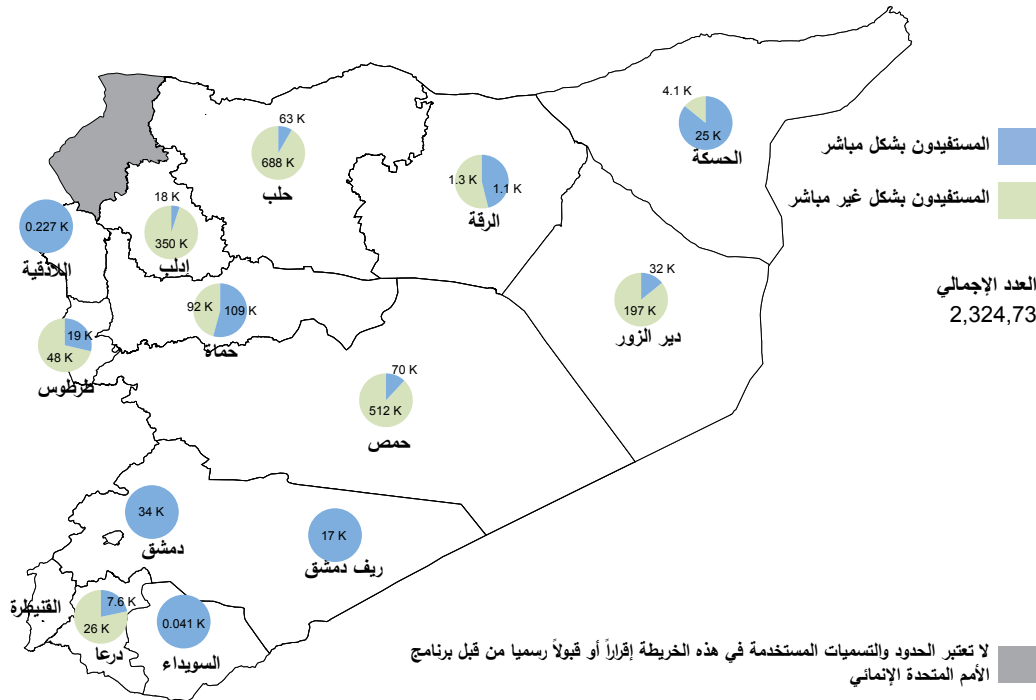 4.1 K
25 K
الحسكة
المستفيدون بشكل مباشر
المستفيدون بشكل غير مباشر
63 K
688 K
حلب
1.3 K
1.1 K
الرقة
18 K
350 K
ادلب
0.227 K
اللاذقية
العدد الإجمالي
2,324,73
32 K
197 K
دير الزور
92 K
109 K
حماة
19 K
48 K
طرطوس
70 K
512 K
حمص
34 K
دمشق
17 K
ريف دمشق
القنيطرة
7.6 K
26 K
درعا
0.041 K
السويداء
لا تعتبر الحدود والتسميات المستخدمة في هذه الخريطة إقراراً أو قبولاً رسميا من قبل برنامج
الأمم المتحدة الإنمائي